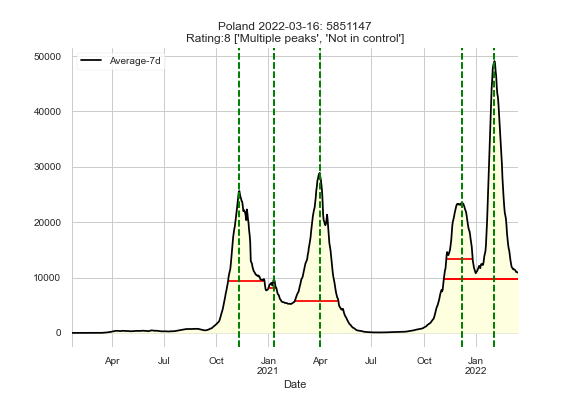 Poland 2022-03-16: 5851147
Rating:8 ['Multiple peaks', 'Not in control']
Average-7d
50000
40000
30000
20000
10000
0
Apr Jul Oct Jan Apr Jul Oct Jan
2021 2022
Date